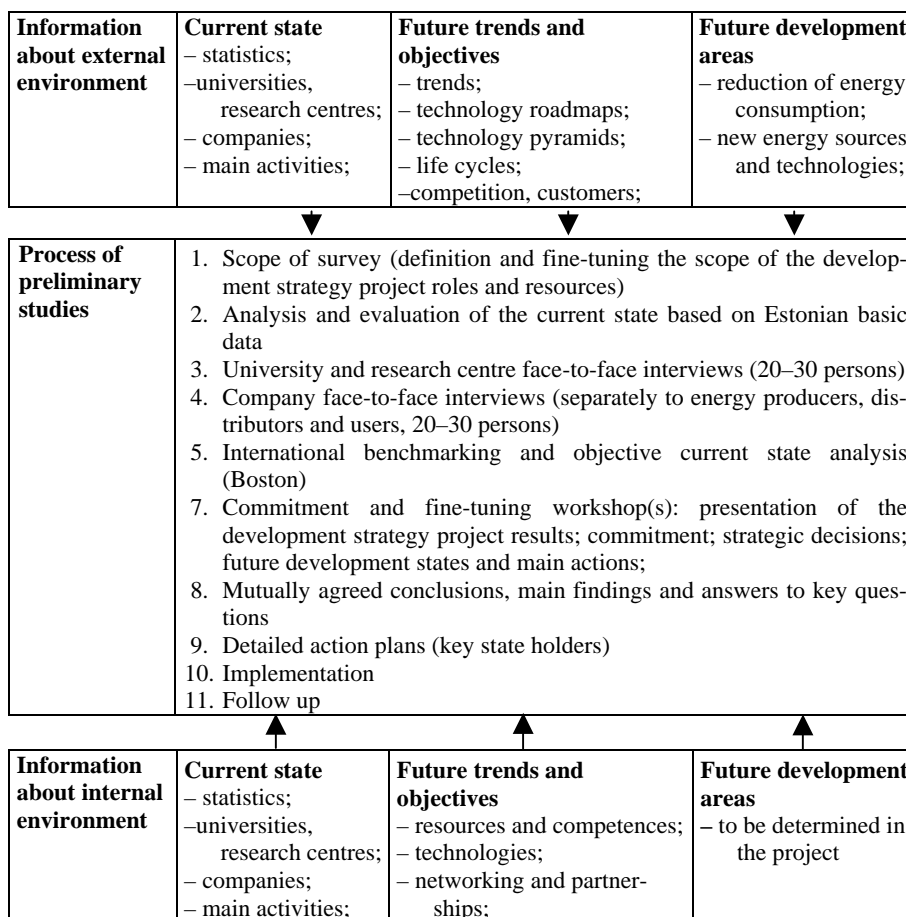 Information
about external
environment
Current state
– statistics;
–universities,
research centres;
– companies;
– main activities;
Future trends and
objectives
– trends;
– technology roadmaps;
– technology pyramids;
– life cycles;
–competition, customers;
Future development
areas
– reduction of energy
consumption;
– new energy sources
and technologies;
Process of
preliminary
studies
1. Scope of survey (definition and fine-tuning the scope of the develop-
ment strategy project roles and resources)
2. Analysis and evaluation of the current state based on Estonian basic
data
3. University and research centre face-to-face interviews (20–30 persons)
4. Company face-to-face interviews (separately to energy producers, dis-
tributors and users, 20–30 persons)
5. International benchmarking and objective current state analysis
(Boston)
7. Commitment and fine-tuning workshop(s): presentation of the
development strategy project results; commitment; strategic decisions;
future development states and main actions;
8. Mutually agreed conclusions, main findings and answers to key ques-
tions
9. Detailed action plans (key state holders)
10. Implementation
11. Follow up
Information
about internal
environment
Current state
– statistics;
–universities,
research centres;
– companies;
– main activities;
Future trends and
objectives
– resources and competences;
– technologies;
– networking and partner-
ships;
Future development
areas
– to be determined in
the project